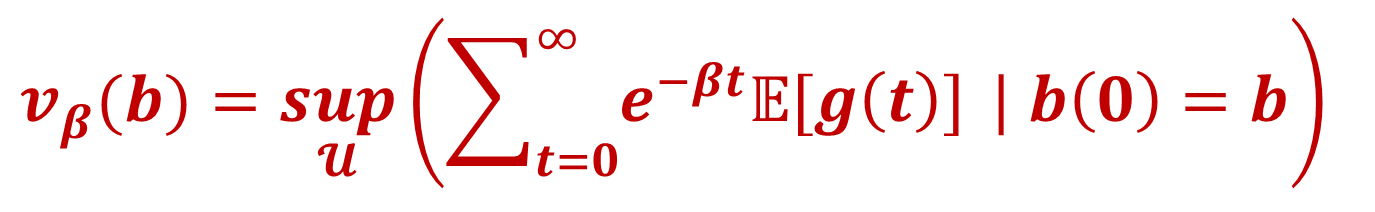 v_β(b) = sup_𝒰 (∑_{t=0}^{∞} e^{−βt} 𝔼[g(t)] | b(0) = b)